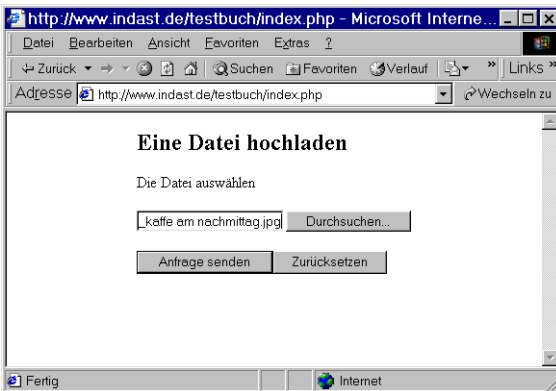 http://www.indast.de/testbuch/index.php - Microsoft Interne...
Datei Bearbeiten Ansicht Favoriten Extras ?
Zurück Suchen Favoriten Verlauf » Links »
Adresse http://www.indast.de/testbuch/index.php Wechseln zu
Eine Datei hochladen
Die Datei auswählen
_kaffe am nachmittag.jpg Durchsuchen...
Anfrage senden Zurücksetzen
Fertig Internet